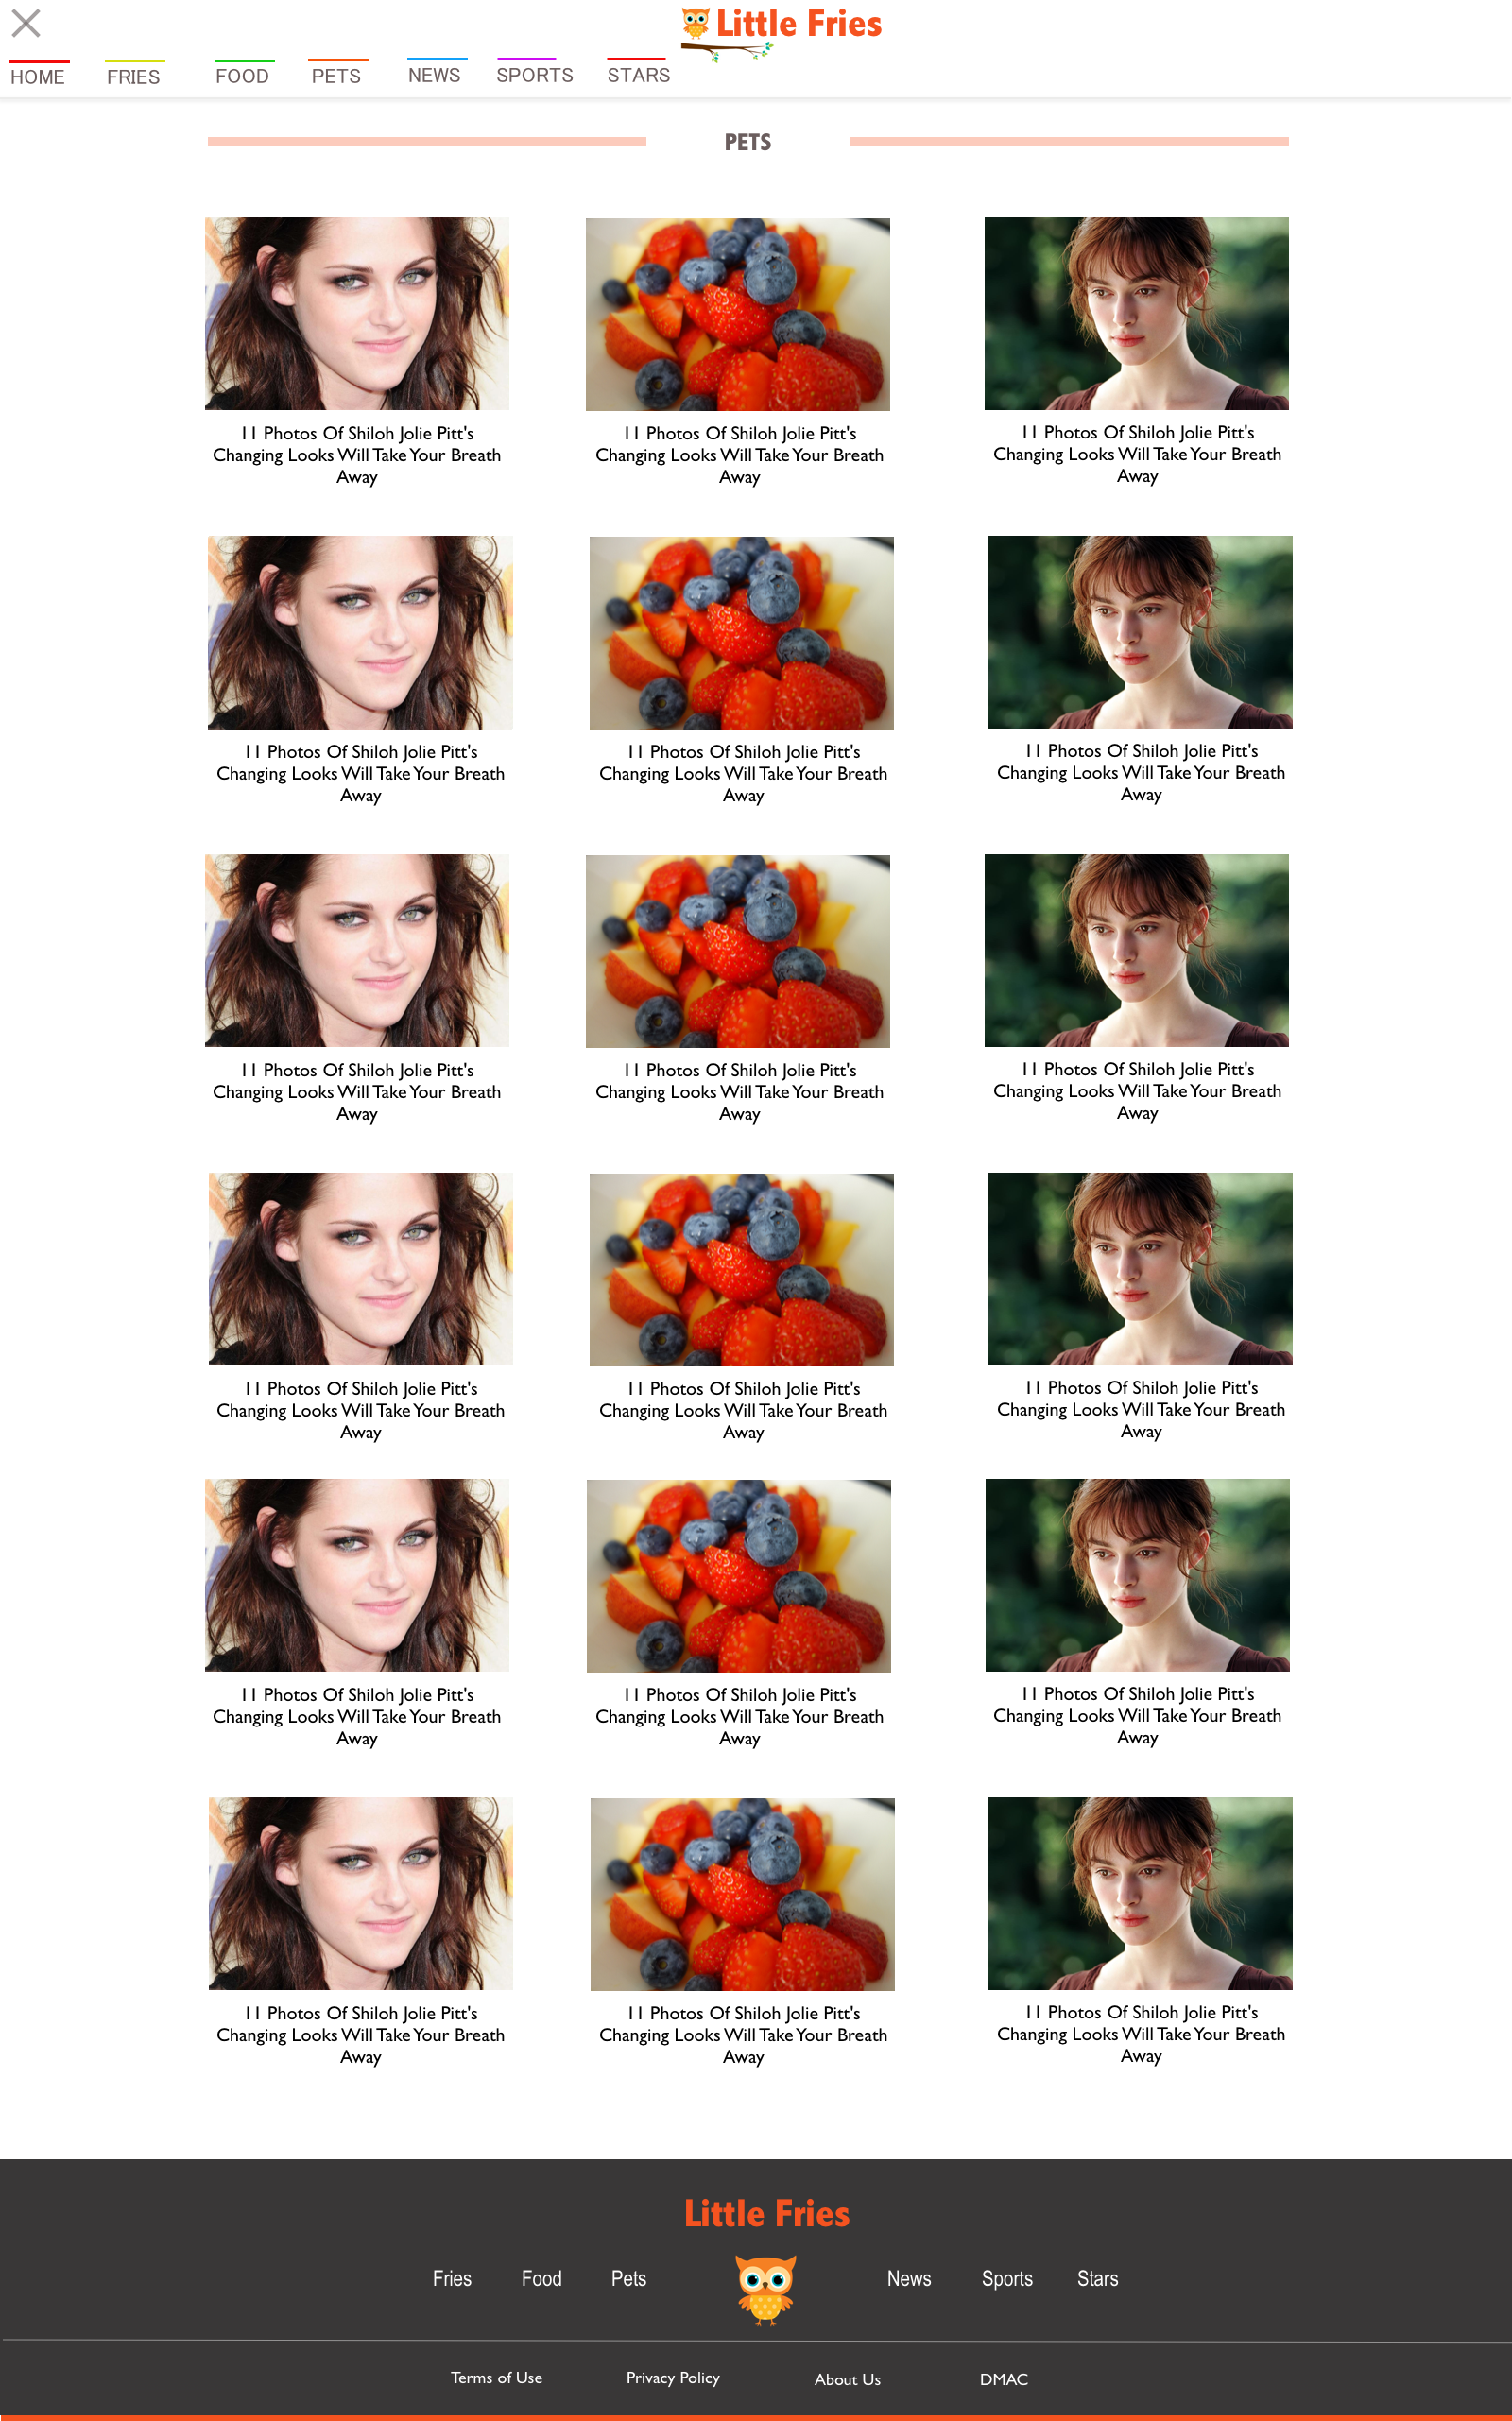 Little Fries
HOME FRIES FOOD PETS NEWS SPORTS STARS
PETS
11 Photos Of Shiloh Jolie Pitt's
Changing Looks Will Take Your Breath
Away
11 Photos Of Shiloh Jolie Pitt's
Changing Looks Will Take Your Breath
Away
11 Photos Of Shiloh Jolie Pitt's
Changing Looks Will Take Your Breath
Away
11 Photos Of Shiloh Jolie Pitt's
Changing Looks Will Take Your Breath
Away
11 Photos Of Shiloh Jolie Pitt's
Changing Looks Will Take Your Breath
Away
11 Photos Of Shiloh Jolie Pitt's
Changing Looks Will Take Your Breath
Away
11 Photos Of Shiloh Jolie Pitt's
Changing Looks Will Take Your Breath
Away
11 Photos Of Shiloh Jolie Pitt's
Changing Looks Will Take Your Breath
Away
11 Photos Of Shiloh Jolie Pitt's
Changing Looks Will Take Your Breath
Away
11 Photos Of Shiloh Jolie Pitt's
Changing Looks Will Take Your Breath
Away
11 Photos Of Shiloh Jolie Pitt's
Changing Looks Will Take Your Breath
Away
11 Photos Of Shiloh Jolie Pitt's
Changing Looks Will Take Your Breath
Away
11 Photos Of Shiloh Jolie Pitt's
Changing Looks Will Take Your Breath
Away
11 Photos Of Shiloh Jolie Pitt's
Changing Looks Will Take Your Breath
Away
11 Photos Of Shiloh Jolie Pitt's
Changing Looks Will Take Your Breath
Away
11 Photos Of Shiloh Jolie Pitt's
Changing Looks Will Take Your Breath
Away
11 Photos Of Shiloh Jolie Pitt's
Changing Looks Will Take Your Breath
Away
11 Photos Of Shiloh Jolie Pitt's
Changing Looks Will Take Your Breath
Away
Little Fries
Fries Food Pets News Sports Stars
Terms of Use Privacy Policy About Us DMAC